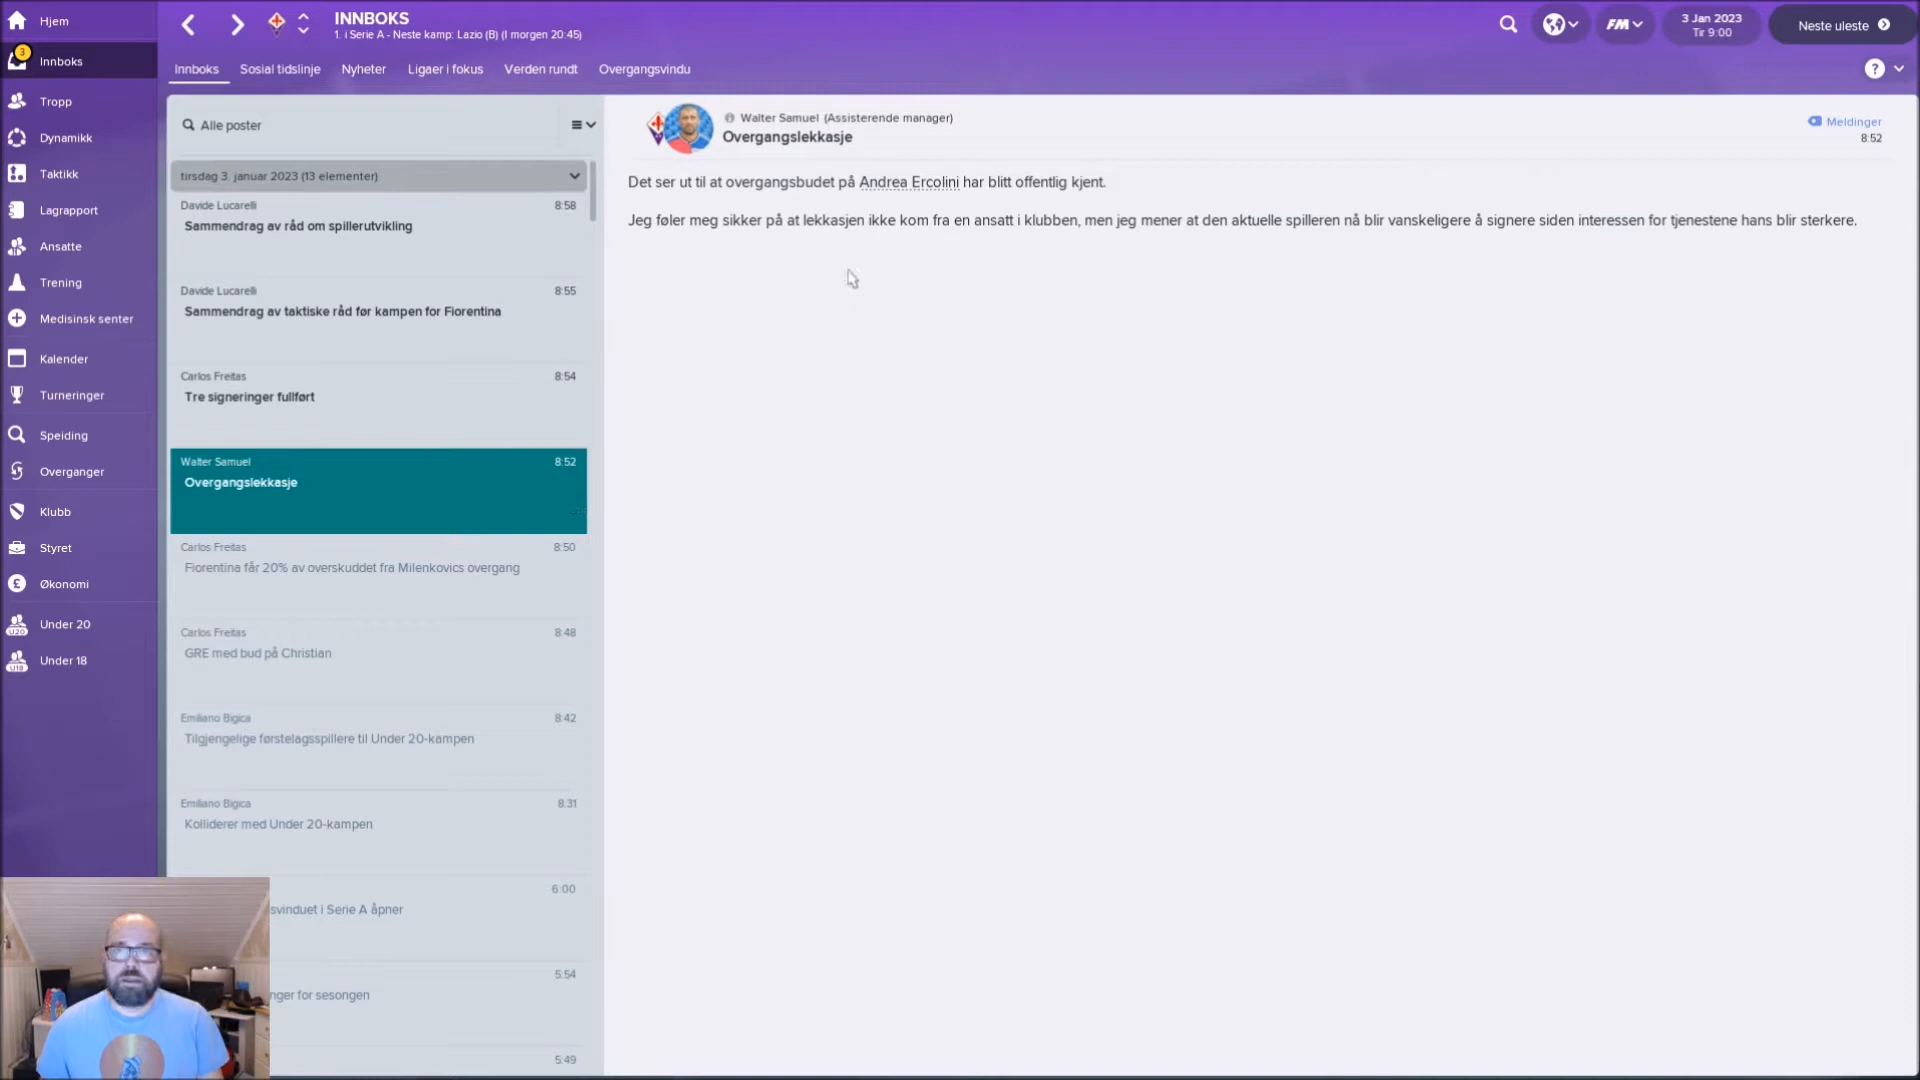 Hjem
3
Innboks
Tropp
Dynamikk
Taktikk
Lagrapport
Ansatte
Trening
Medisinsk senter
Kalender
Turneringer
Speiding
Overganger
Klubb
Styret
Økonomi
U20
Under 20
U18
Under 18
INNBOKS
1. i Serie A - Neste kamp: Lazio (B) (I morgen 20:45)
FM
3 Jan 2023
Tir 9:00
Neste uleste
Innboks
Sosial tidslinje
Nyheter
Ligaer i fokus
Verden rundt
Overgangsvindu
?
Alle poster
tirsdag 3. januar 2023 (13 elementer)
Davide Lucarelli 8:58
Sammendrag av råd om spillerutvikling
Davide Lucarelli 8:55
Sammendrag av taktiske råd før kampen for Fiorentina
Carlos Freitas 8:54
Tre signeringer fullført
Walter Samuel 8:52
Overgangslekkasje
Carlos Freitas 8:50
Fiorentina får 20% av overskuddet fra Milenkovics overgang
Carlos Freitas 8:48
GRE med bud på Christian
Emiliano Bigica 8:42
Tilgjengelige førstelagsspillere til Under 20-kampen
Emiliano Bigica 8:31
Kolliderer med Under 20-kampen
6:00
svinduet i Serie A åpner
5:54
nger for sesongen
5:49
Walter Samuel (Assisterende manager)
Overgangslekkasje
Meldinger
8:52
Det ser ut til at overgangsbudet på Andrea Ercolini har blitt offentlig kjent.
Jeg føler meg sikker på at lekkasjen ikke kom fra en ansatt i klubben, men jeg mener at den aktuelle spilleren nå blir vanskeligere å signere siden interessen for tjenestene hans blir sterkere.